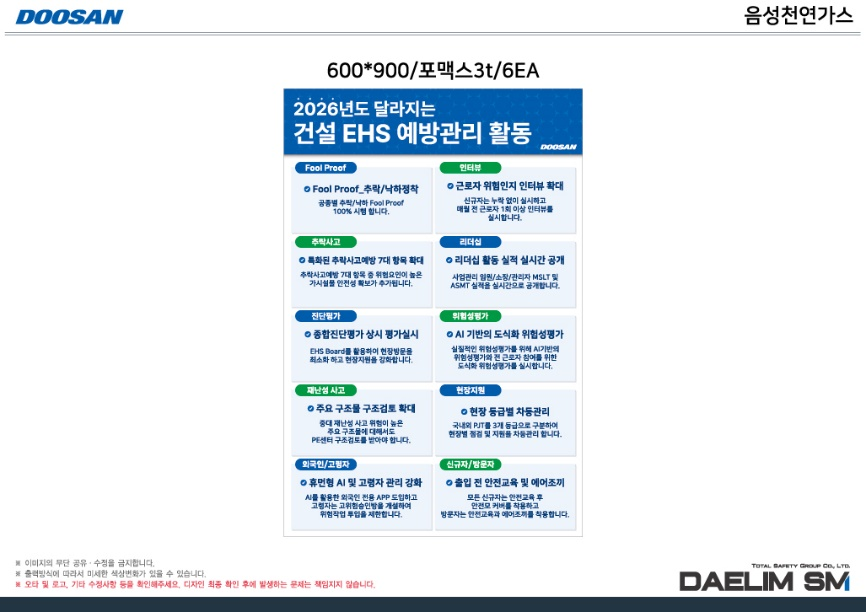 DOOSAN
음성천연가스
600*900/포맥스3t/6EA
2026년도 달라지는
건설 EHS 예방관리 활동
DOOSAN
Fool Proof
Fool Proof_추락/낙하정착
공종별 추락/낙하 Fool Proof
100% 시행 합니다.
인터뷰
근로자 위험인지 인터뷰 확대
신규자는 누락 없이 실시하고
매월 전 근로자 1회 이상 인터뷰를
실시합니다.
추락사고
특화된 추락사고예방 7대 항목 확대
추락사고예방 7대 항목 중 위험요인이 높은
가시설물 안전성 확보가 추가됩니다.
리더십
리더십 활동 실적 실시간 공개
사업관리 임원/소장/관리자 MSLT 및
ASMT 실적을 실시간으로 공개합니다.
진단평가
종합진단평가 상시 평가실시
EHS Board를 활용하여 현장방문을
최소화 하고 현장지원을 강화합니다.
위험성평가
AI 기반의 도식화 위험성평가
실질적인 위험성평가를 위해 AI기반의
위험성평가의 전 근로자 참여를 위한
도식화 위험성평가를 실시합니다.
재난성 사고
주요 구조물 구조검토 확대
중대 재난성 사고 위험이 높은
주요 구조물에 대해서도
PE센터 구조검토를 받아야 합니다.
현장지원
현장 등급별 차등관리
국내외 PJT를 3개 등급으로 구분하여
현장별 점검 및 지원을 차등관리 합니다.
외국인/고령자
휴먼형 AI 및 고령자 관리 강화
AI를 활용한 외국인 전용 APP 도입하고
고령자는 고위험승인방을 개설하여
위험작업 투입을 제한합니다.
신규자/방문자
출입 전 안전교육 및 에어조끼
모든 신규자는 안전교육 후
안전모 커버를 착용하고
방문자는 안전교육과 에어조끼를 착용합니다.
※ 이미지의 무단 공유 · 수정을 금지합니다.
※ 출력방식에 따라서 미세한 색상변화가 있을 수 있습니다.
※ 오타 및 로고, 기타 수정사항 등을 확인해주세요. 디자인 최종 확인 후에 발생하는 문제는 책임지지 않습니다.
TOTAL SAFETY GROUP CO., LTD.
DAELIM SM